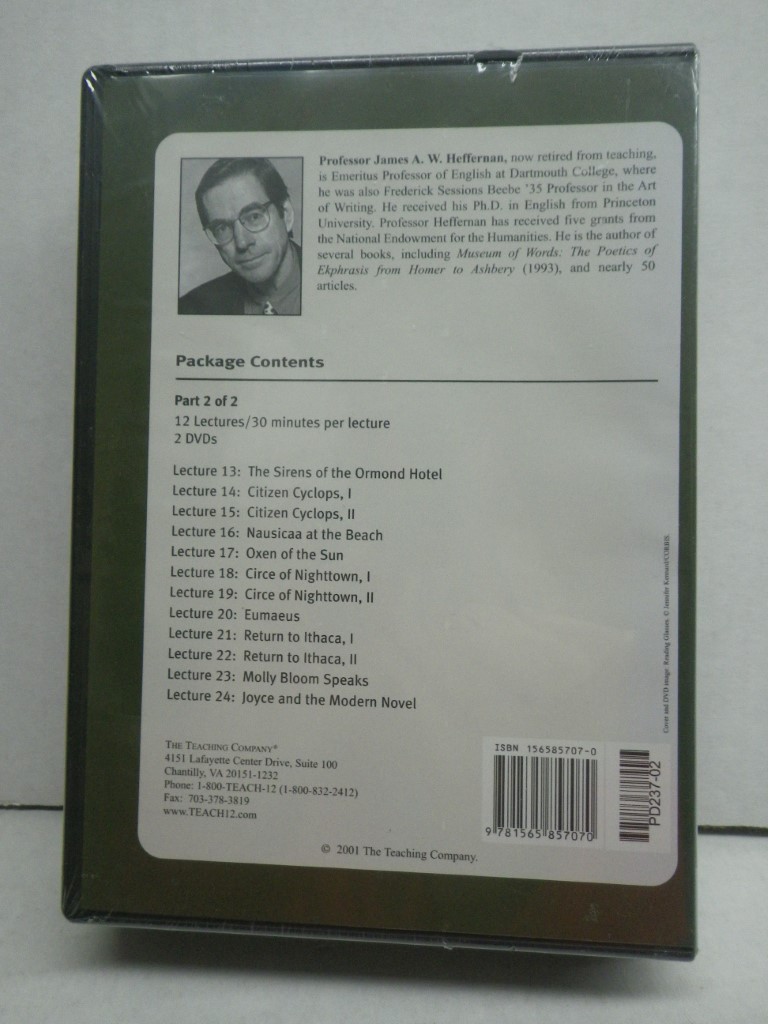 Professor James A. W. Heffernan, now retired from teaching,
is Emeritus Professor of English at Dartmouth College, where
he was also Frederick Sessions Beebe '35 Professor in the Art
of Writing. He received his Ph.D. in English from Princeton
University. Professor Heffernan has received five grants from
the National Endowment for the Humanities. He is the author of
several books, including Museum of Words: The Poetics of
Ekphrasis from Homer to Ashbery (1993), and nearly 50
articles.
Package Contents
Part 2 of 2
12 Lectures/30 minutes per lecture
2 DVDs
Lecture 13: The Sirens of the Ormond Hotel
Lecture 14: Citizen Cyclops, I
Lecture 15: Citizen Cyclops, II
Lecture 16: Nausicaa at the Beach
Lecture 17: Oxen of the Sun
Lecture 18: Circe of Nighttown, I
Lecture 19: Circe of Nighttown, II
Lecture 20: Eumaeus
Lecture 21: Return to Ithaca, I
Lecture 22: Return to Ithaca, II
Lecture 23: Molly Bloom Speaks
Lecture 24: Joyce and the Modern Novel
Cover and DVD image: Reading Glasses. © Jennifer Kennard/CORBIS.
THE TEACHING COMPANY®
4151 Lafayette Center Drive, Suite 100
Chantilly, VA 20151-1232
Phone: 1-800-TEACH-12 (1-800-832-2412)
Fax: 703-378-3819
www.TEACH12.com
ISBN 156585707-0
9 781565 857070
PD237-02
© 2001 The Teaching Company.